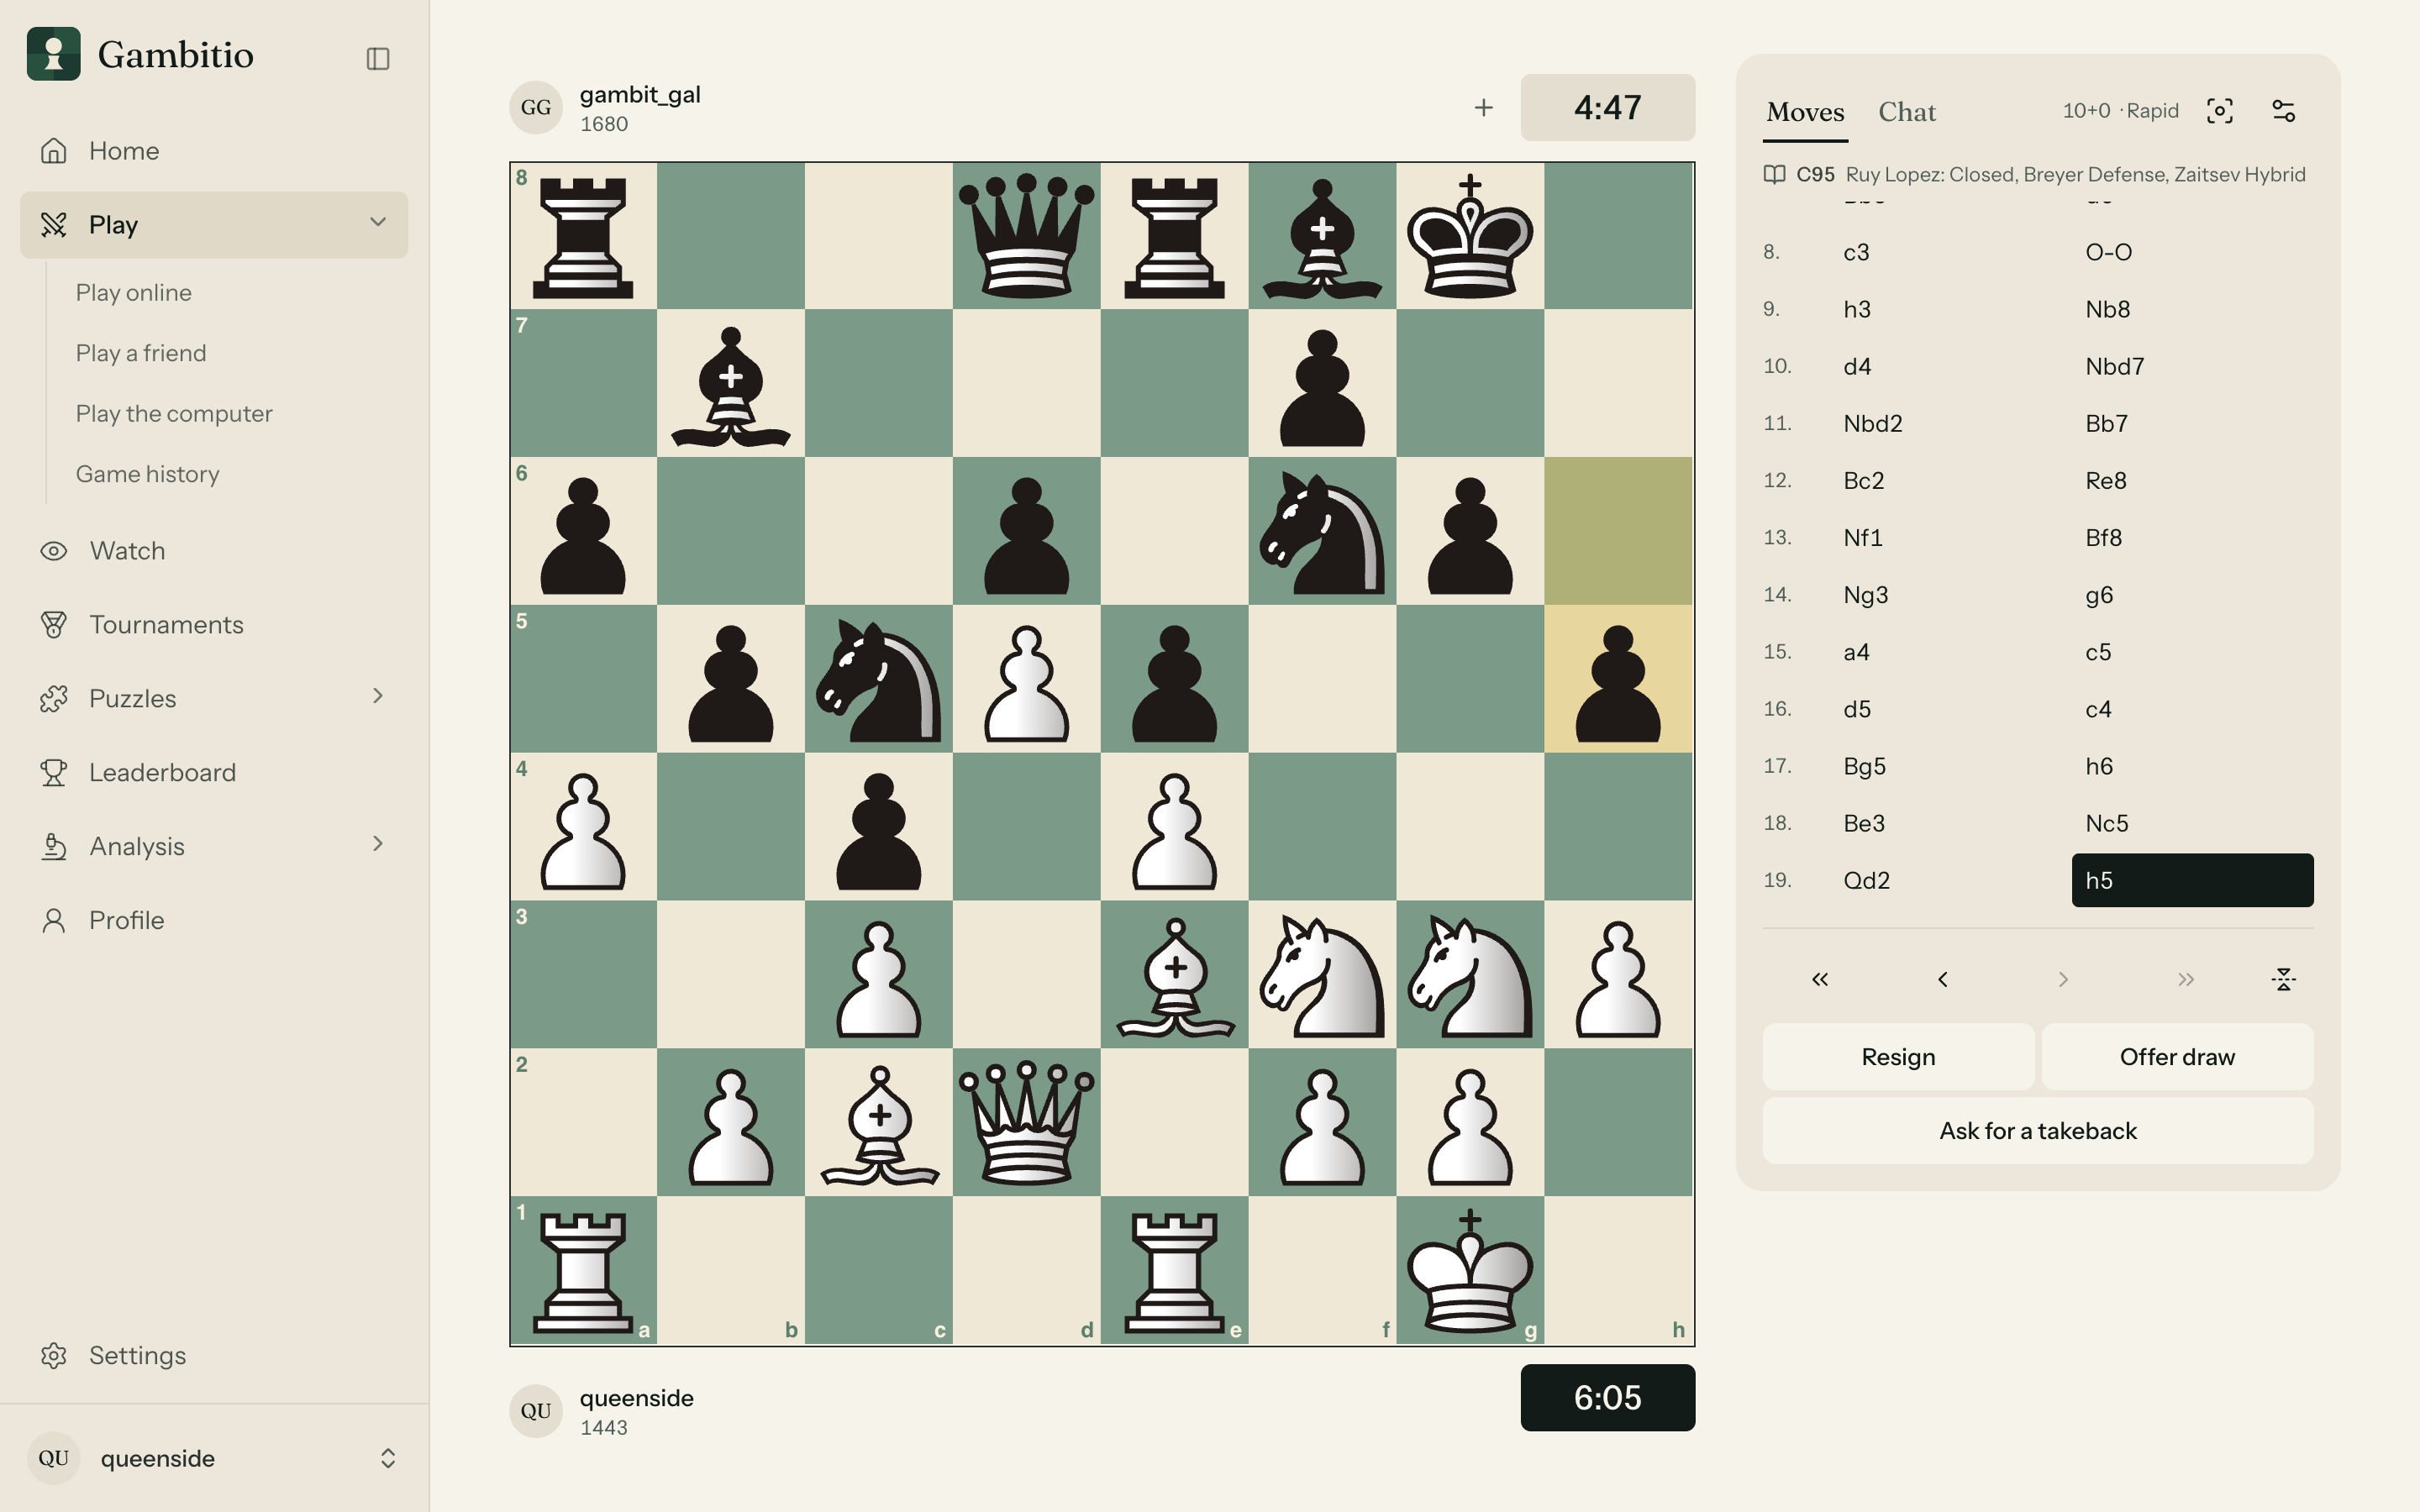 Gambitio
Home
Play
Play online
Play a friend
Play the computer
Game history
Watch
Tournaments
Puzzles
Leaderboard
Analysis
Profile
Settings
QU queenside
GG gambit_gal
1680
4:47
8
7
6
5
4
3
2
1
a b c d e f g h
QU queenside
1443
6:05
Moves Chat 10+0 · Rapid
C95 Ruy Lopez: Closed, Breyer Defense, Zaitsev Hybrid
8. c3 O-O
9. h3 Nb8
10. d4 Nbd7
11. Nbd2 Bb7
12. Bc2 Re8
13. Nf1 Bf8
14. Ng3 g6
15. a4 c5
16. d5 c4
17. Bg5 h6
18. Be3 Nc5
19. Qd2 h5
Resign Offer draw
Ask for a takeback